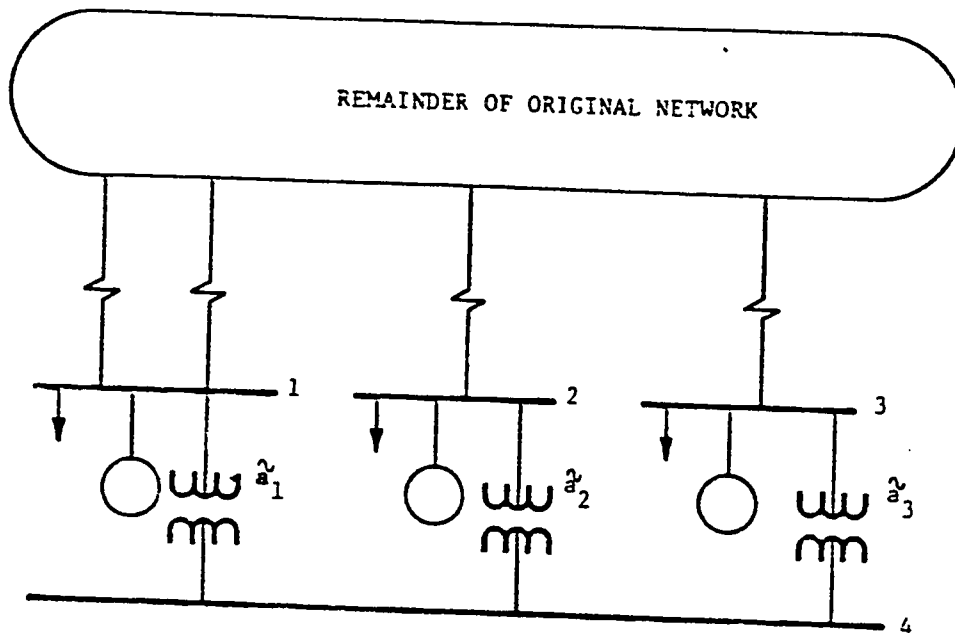 REMAINDER OF ORIGINAL NETWORK
1
2
3
ã₁
ã₂
ã₃
4